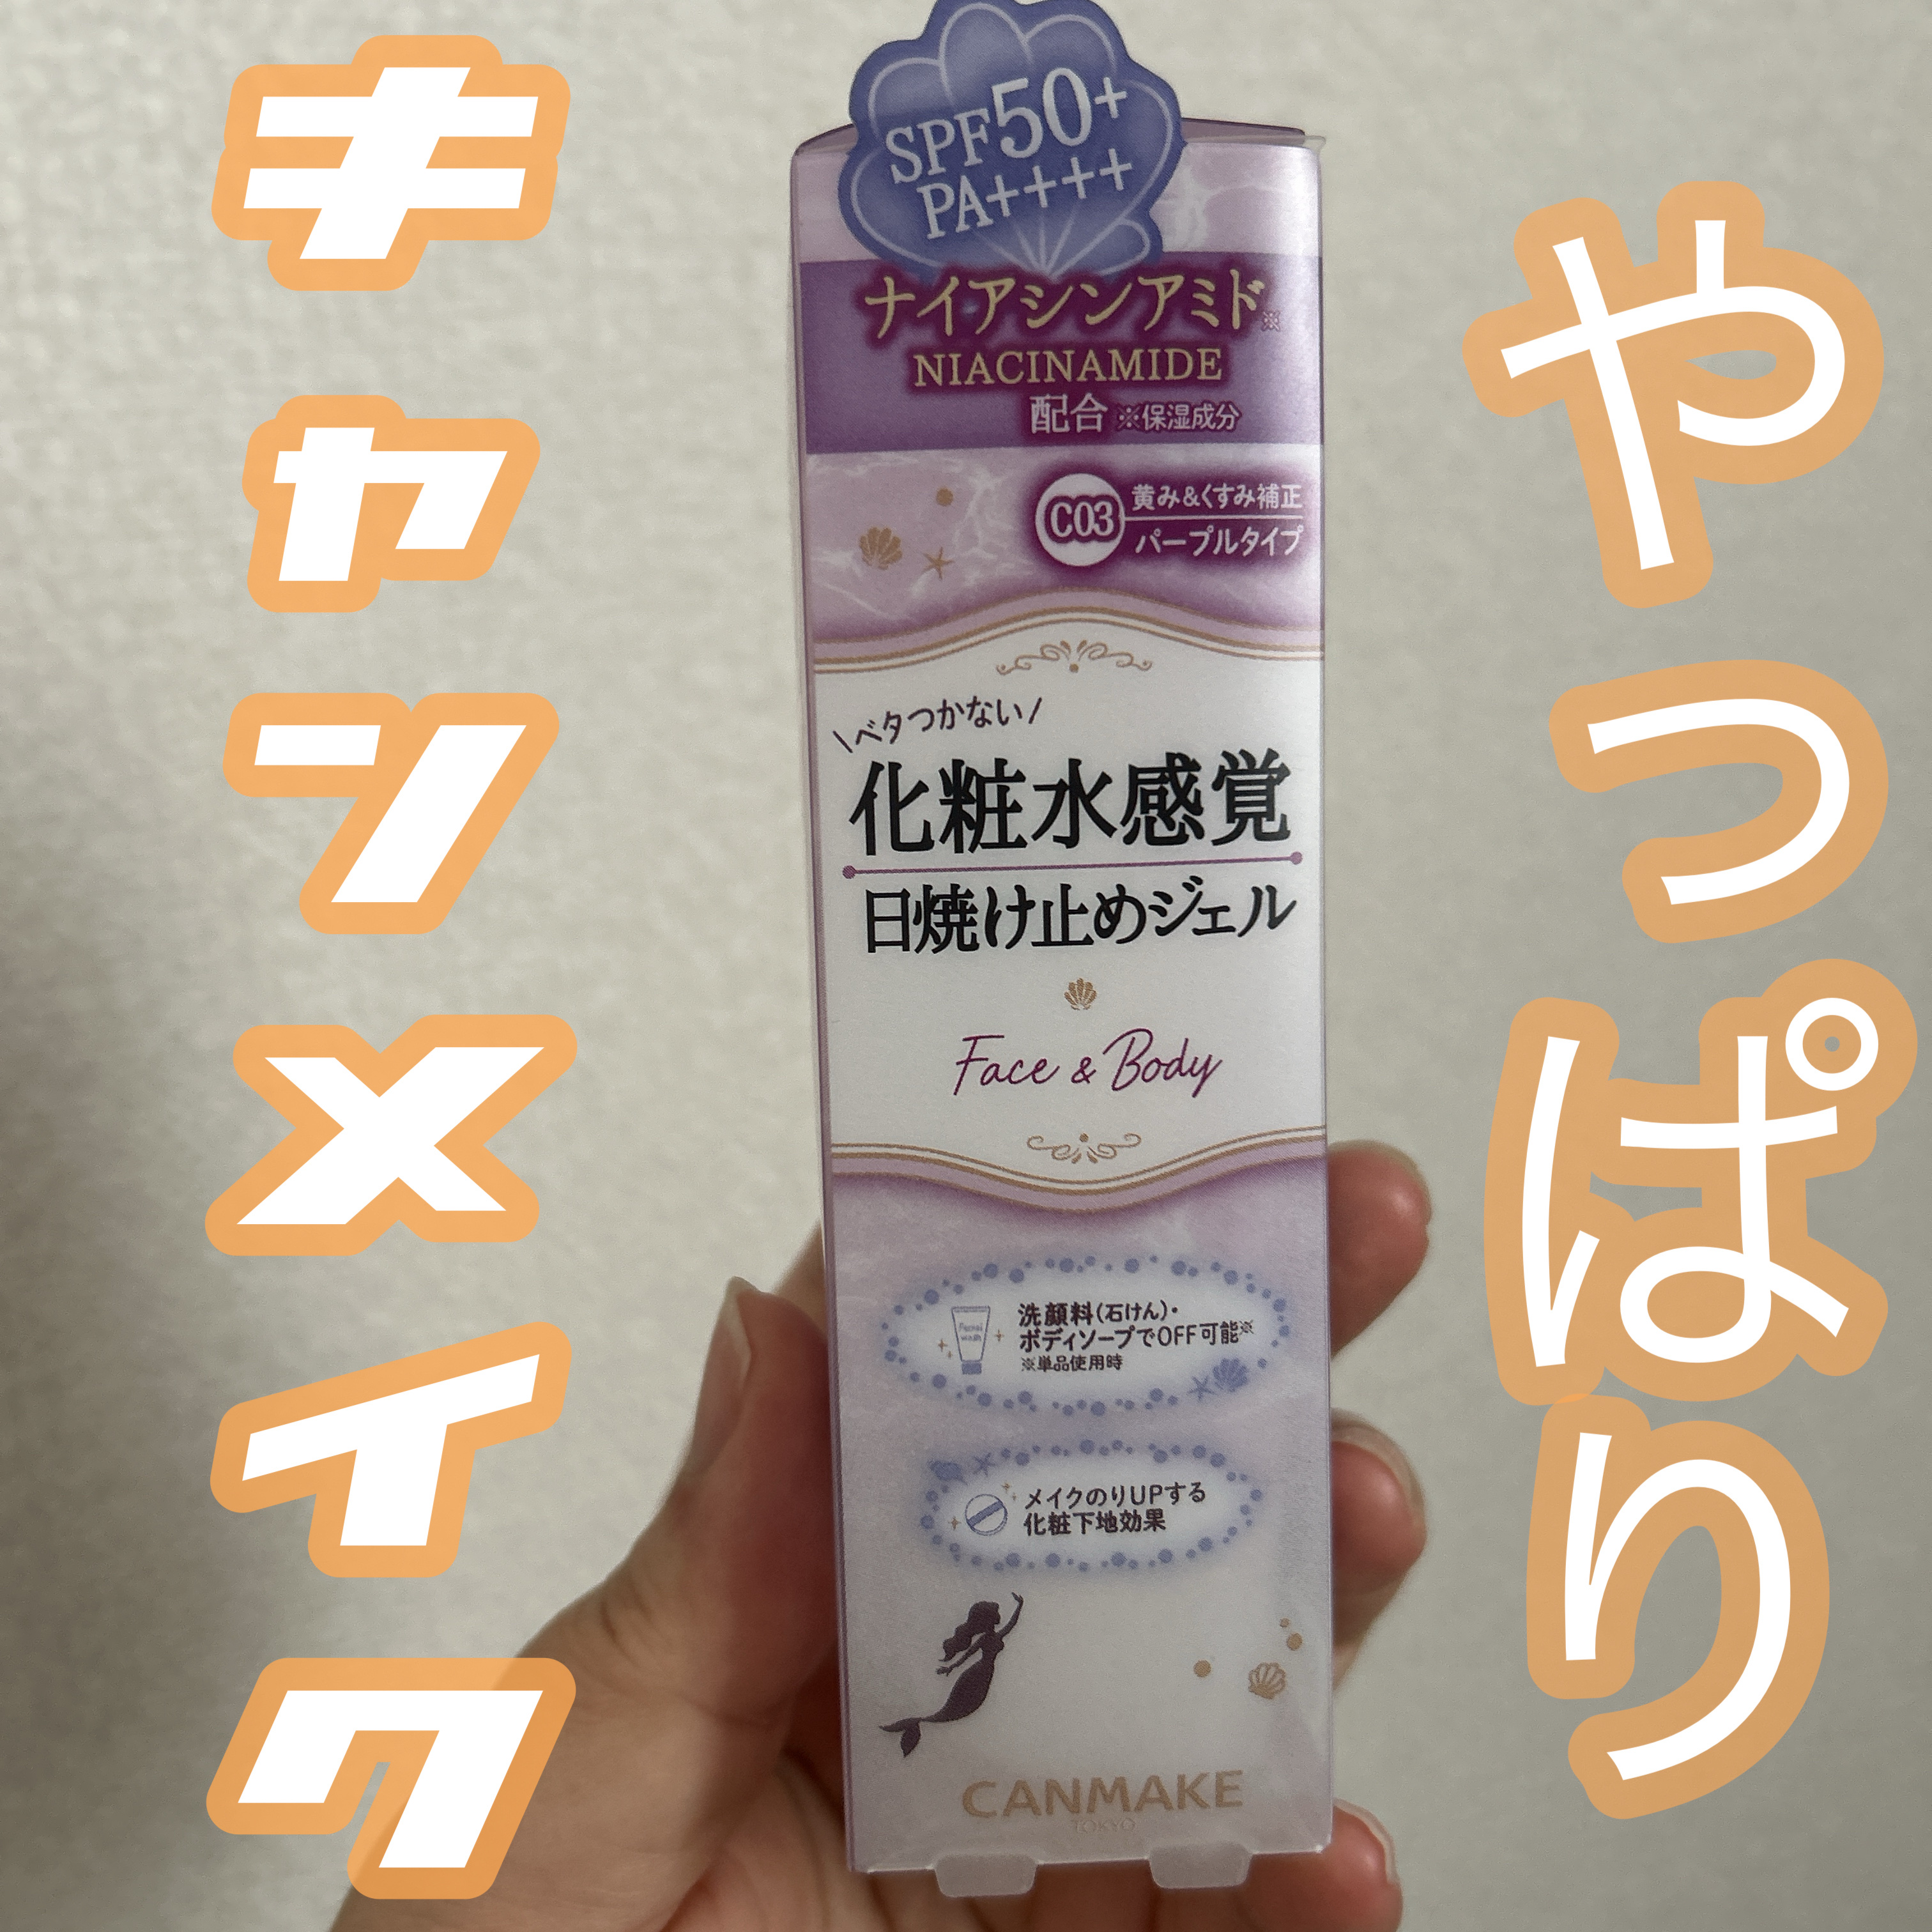 やっぱり
キャンメイク
SPF50+
PA++++
ナイアシンアミド※
NIACINAMIDE
配合 ※保湿成分
C03 黄み&くすみ補正
パープルタイプ
\ベタつかない/
化粧水感覚
日焼け止めジェル
Face & Body
Facial
wash
洗顔料(石けん)・
ボディソープでOFF可能※
※単品使用時
メイクのりUPする
化粧下地効果
CANMAKE
TOKYO